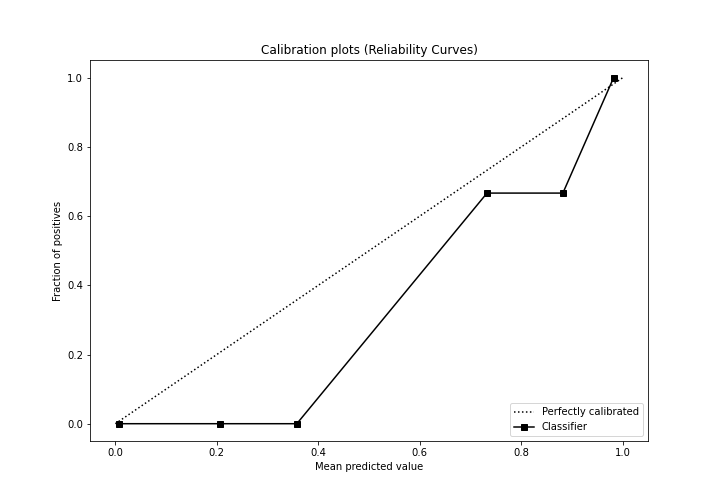 Calibration plots (Reliability Curves)
1.0
0.8
0.6
0.4
0.2
0.0
Fraction of positives
0.0 0.2 0.4 0.6 0.8 1.0
Mean predicted value
Perfectly calibrated
Classifier